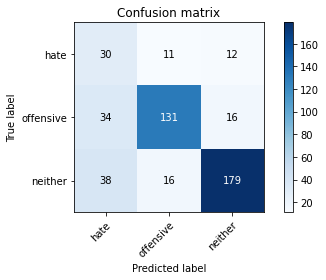 Confusion matrix
hate 30 11 12
offensive 34 131 16
neither 38 16 179
hate offensive neither
True label
Predicted label
160
140
120
100
80
60
40
20